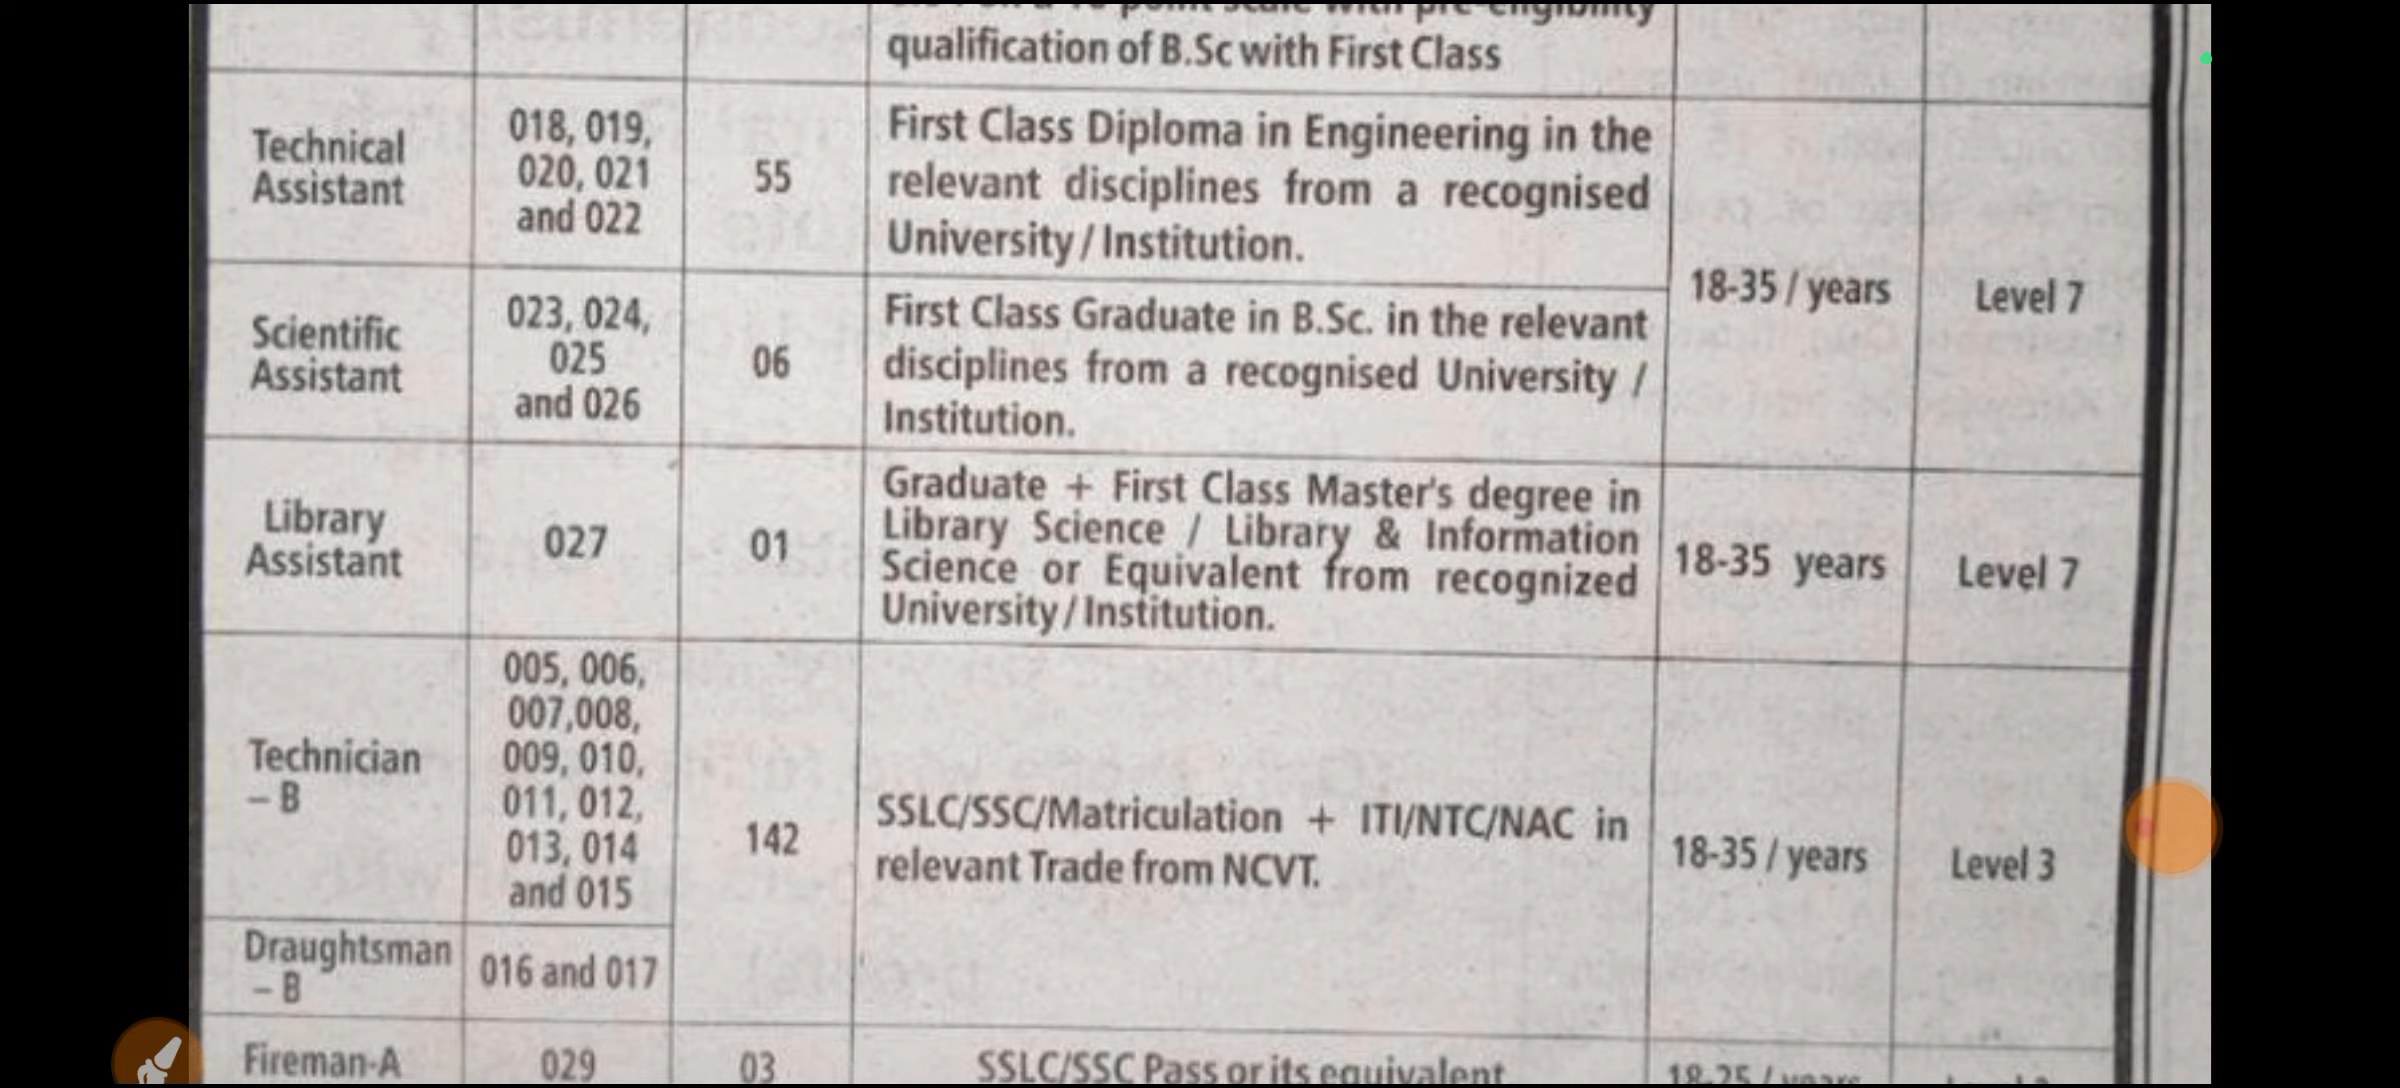 qualification of B.Sc with First Class
Technical
Assistant
018, 019,
020, 021
and 022
55
First Class Diploma in Engineering in the
relevant disciplines from a recognised
University / Institution.
18-35 / years
Level 7
Scientific
Assistant
023, 024,
025
and 026
06
First Class Graduate in B.Sc. in the relevant
disciplines from a recognised University /
Institution.
Library
Assistant
027
01
Graduate + First Class Master's degree in
Library Science / Library & Information
Science or Equivalent from recognized
University / Institution.
18-35 years
Level 7
Technician
– B
005, 006,
007,008,
009, 010,
011, 012,
013, 014
and 015
142
SSLC/SSC/Matriculation + ITI/NTC/NAC in
relevant Trade from NCVT.
18-35 / years
Level 3
Draughtsman
– B
016 and 017
Fireman-A
029
03
SSLC/SSC Pass or its equivalent
18-25 / years